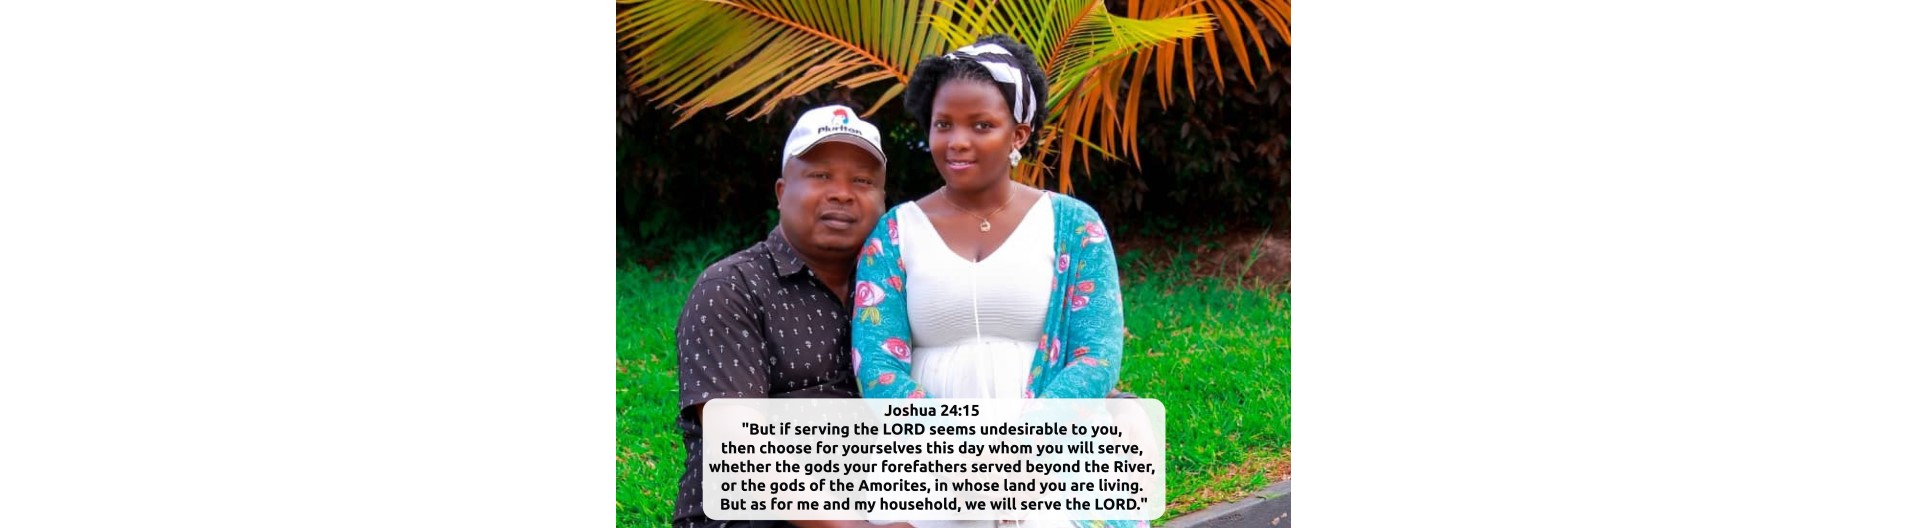 Pluriton
Joshua 24:15
"But if serving the LORD seems undesirable to you,
then choose for yourselves this day whom you will serve,
whether the gods your forefathers served beyond the River,
or the gods of the Amorites, in whose land you are living.
But as for me and my household, we will serve the LORD."